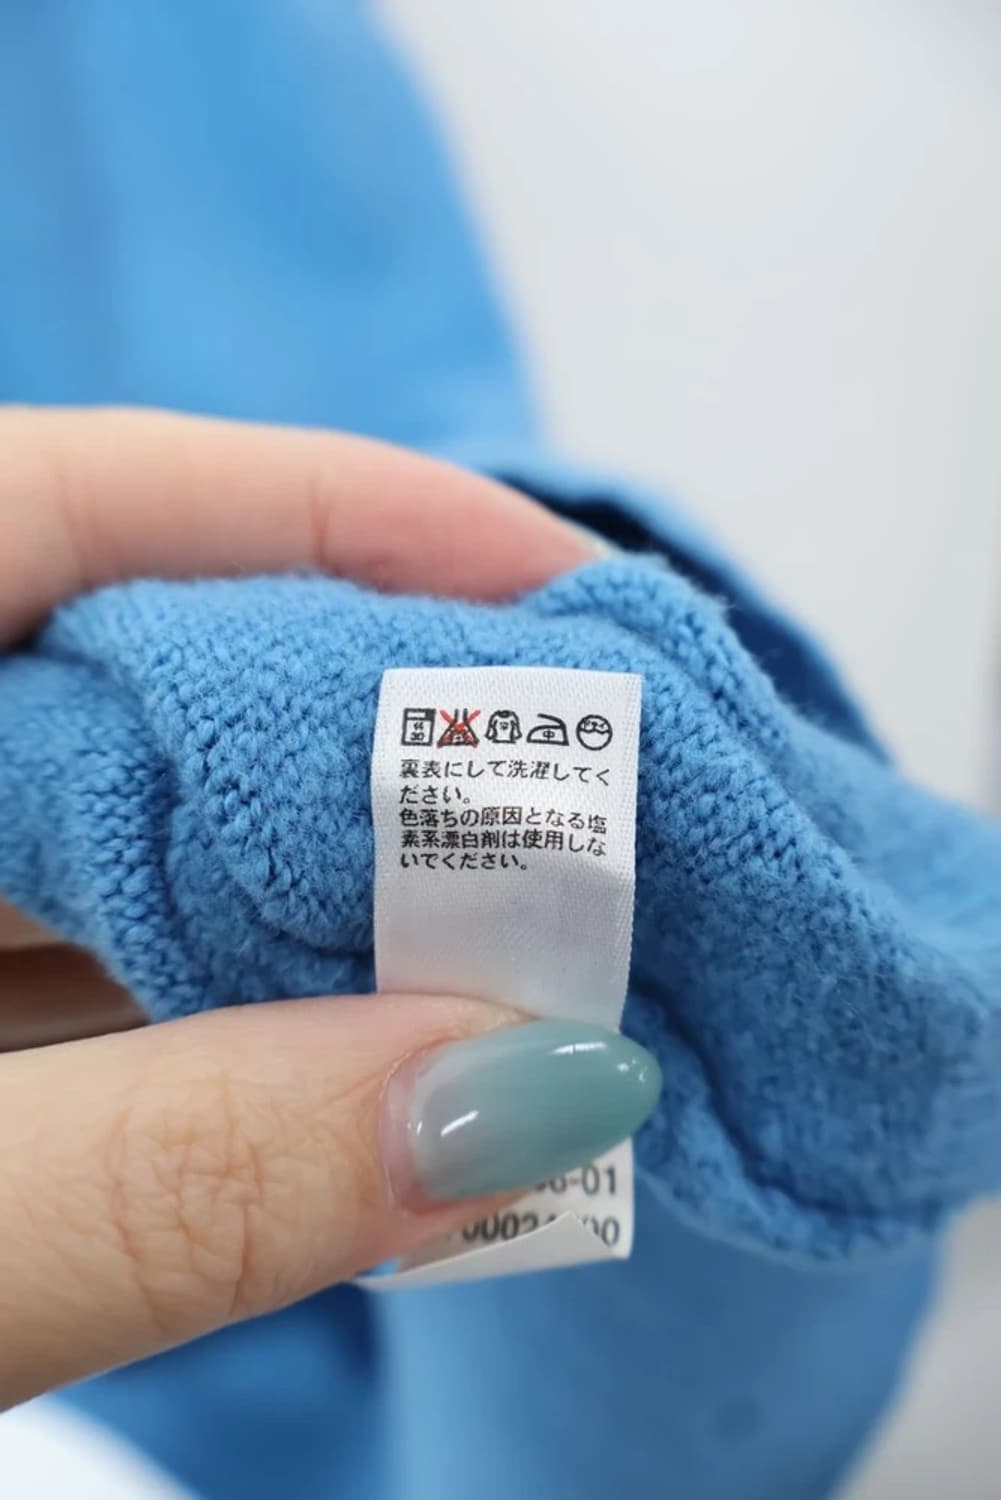 裏表にして洗濯してく
ださい。
色落ちの原因となる塩
素系漂白剤は使用しな
いでください。